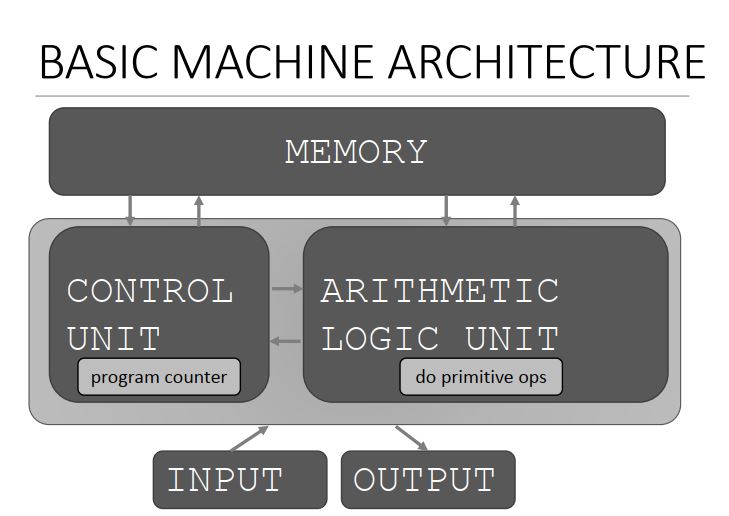 BASIC MACHINE ARCHITECTURE
MEMORY
CONTROL
UNIT
program counter
ARITHMETIC
LOGIC UNIT
do primitive ops
INPUT
OUTPUT